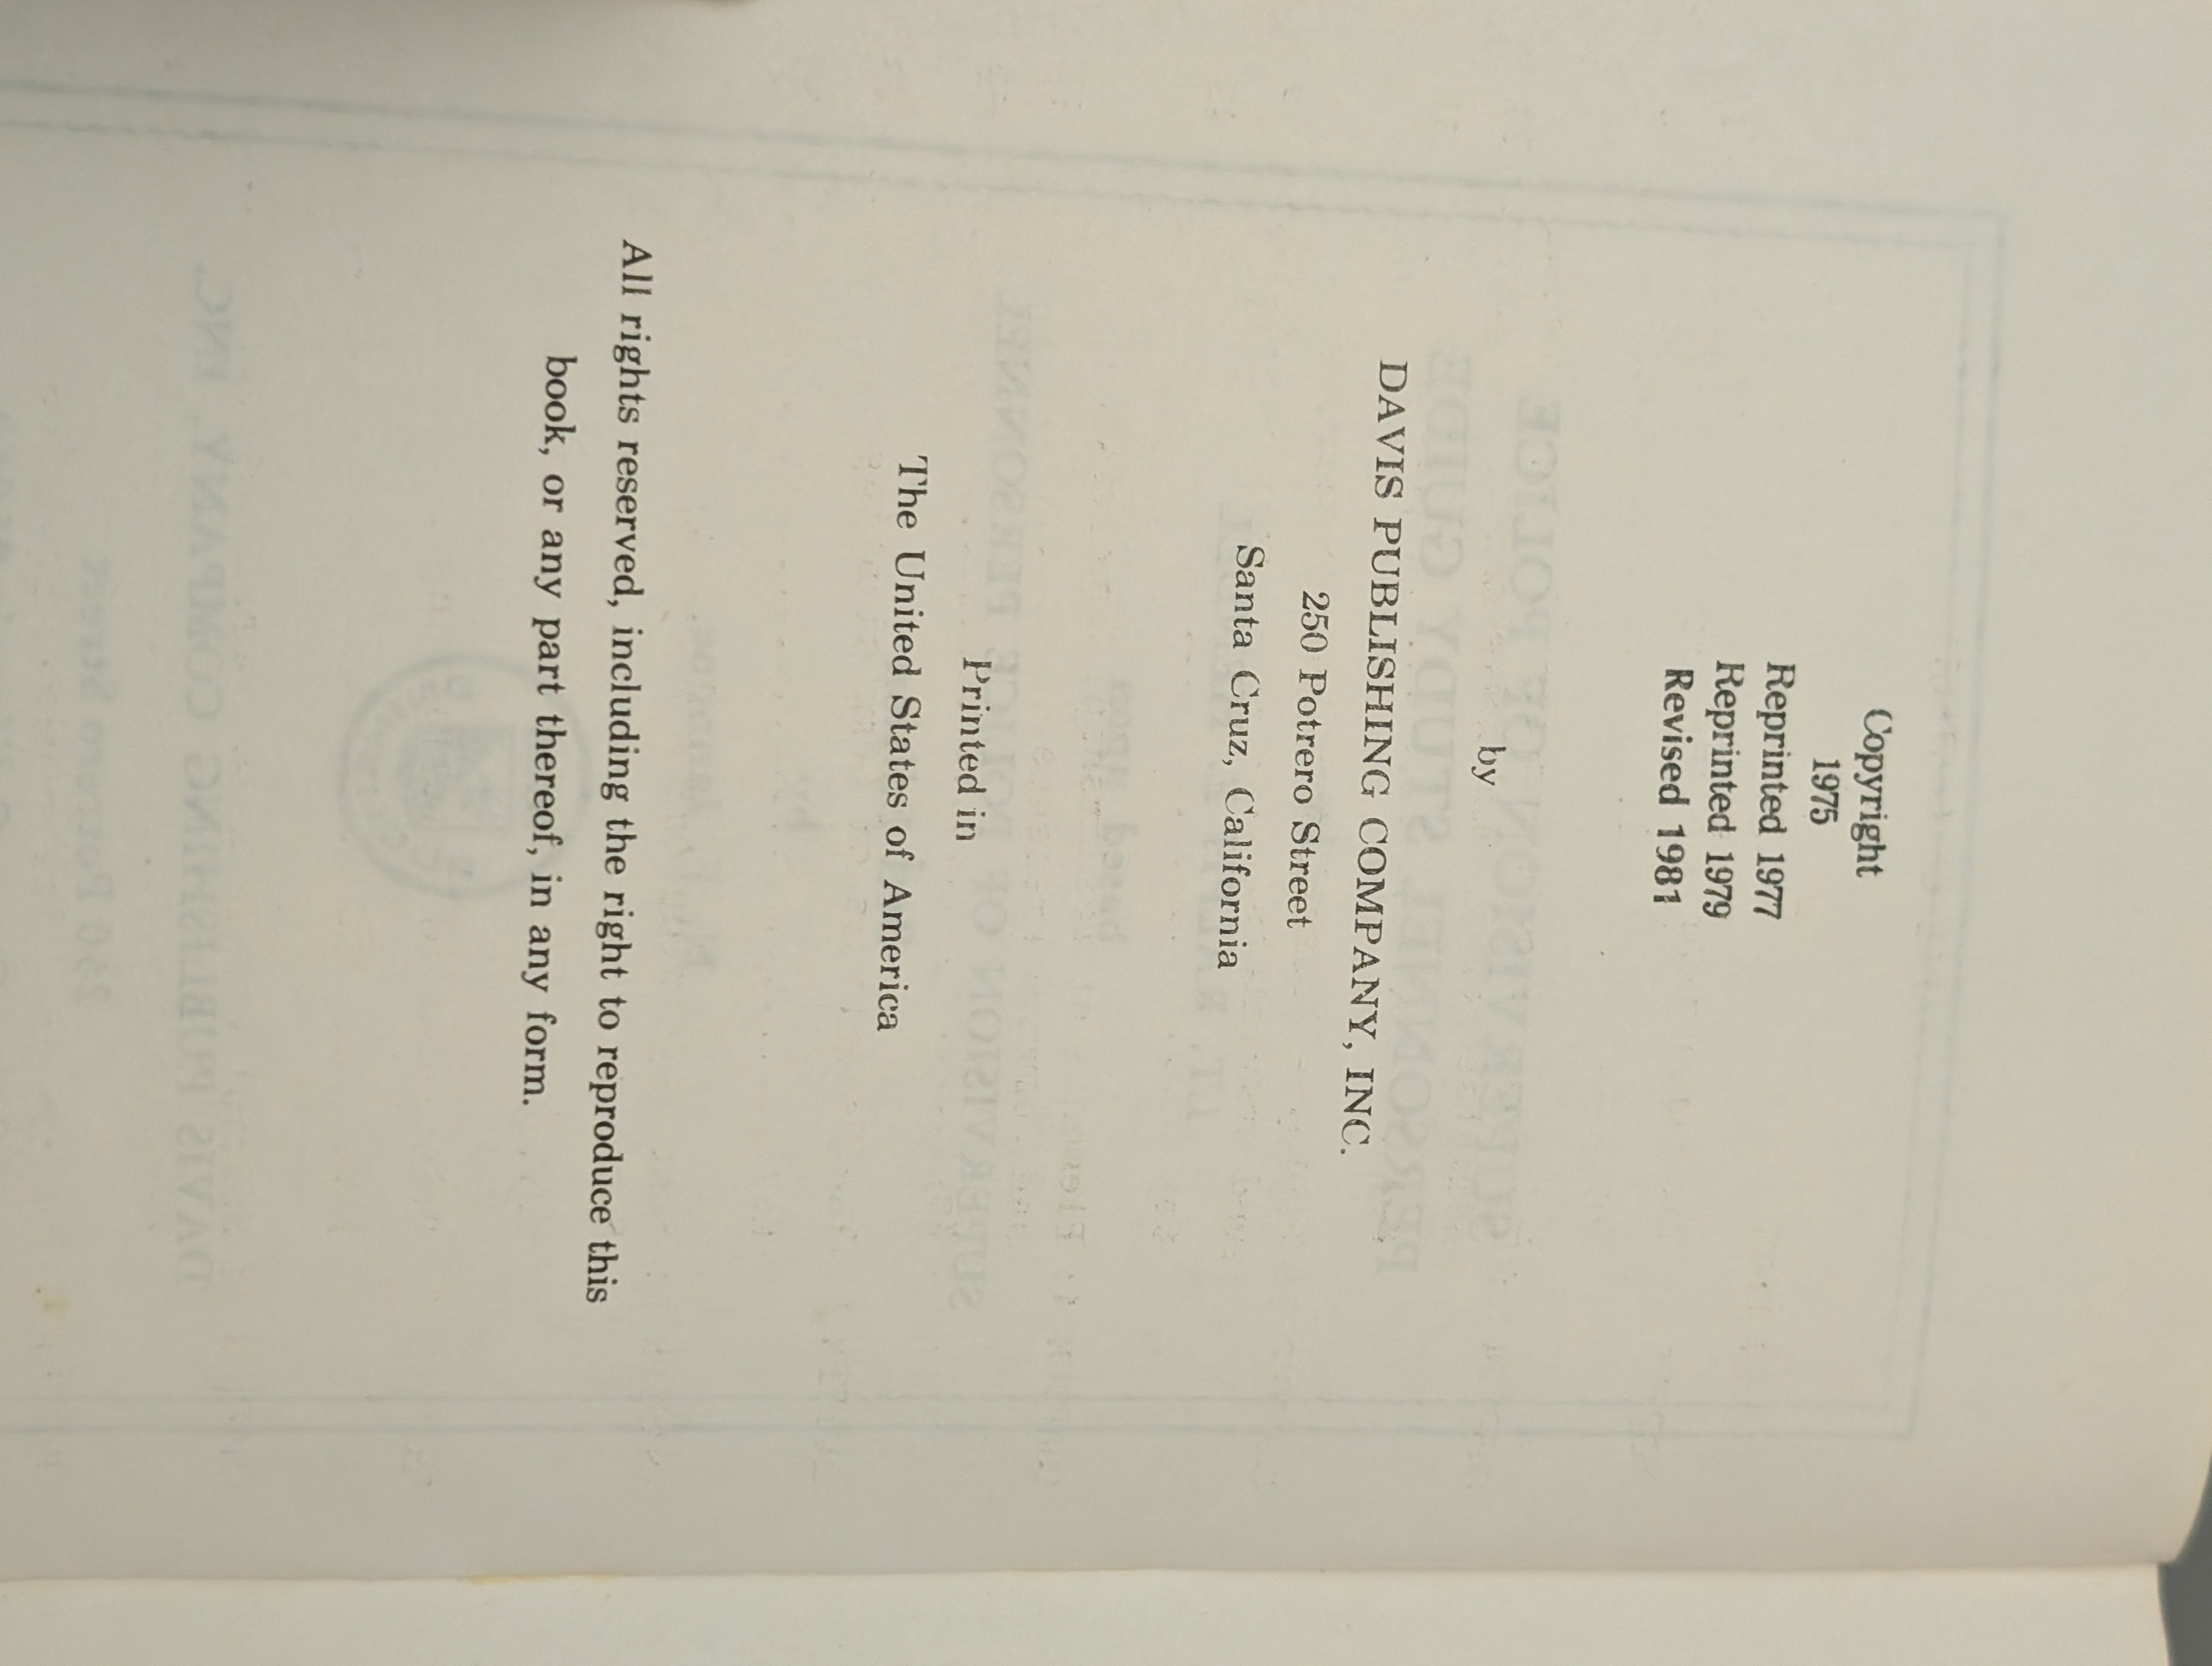 Copyright
1975
Reprinted 1977
Reprinted 1979
Revised 1981
by
DAVIS PUBLISHING COMPANY, INC.
250 Potrero Street
Santa Cruz, California
Printed in
The United States of America
All rights reserved, including the right to reproduce this
book, or any part thereof, in any form.